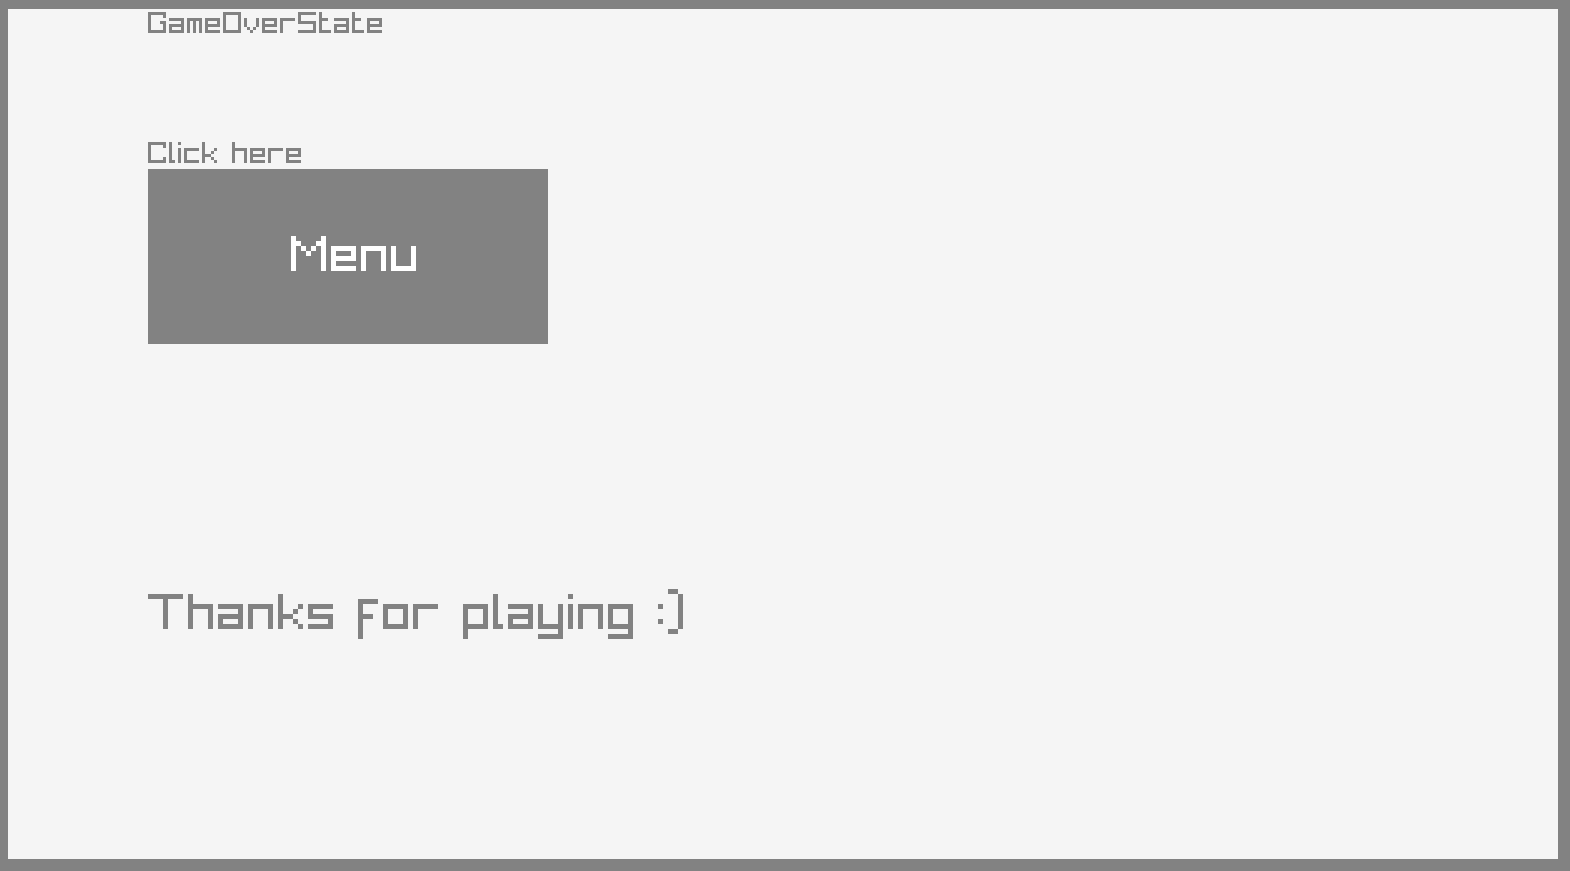 GameOverState
Click here
Menu
Thanks for playing :)